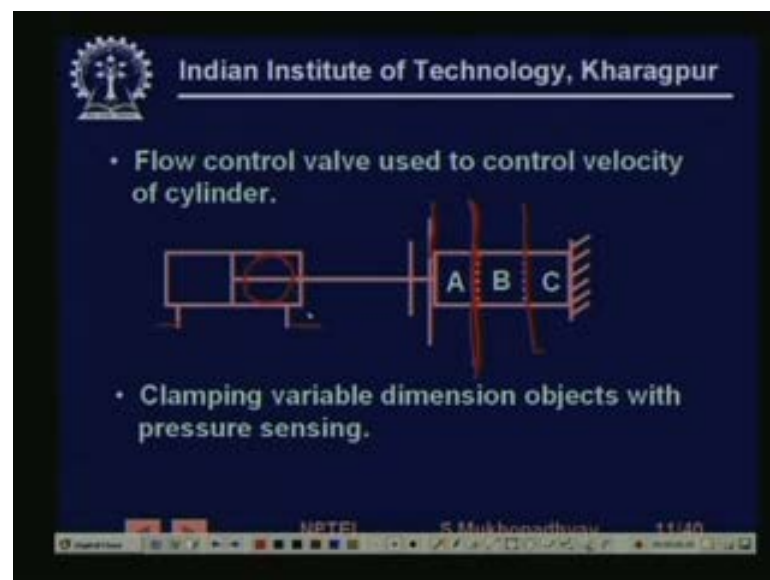 Indian Institute of Technology, Kharagpur
• Flow control valve used to control velocity
of cylinder.
A B C
• Clamping variable dimension objects with
pressure sensing.
NPTEL S.Mukhopadhyay 11/40